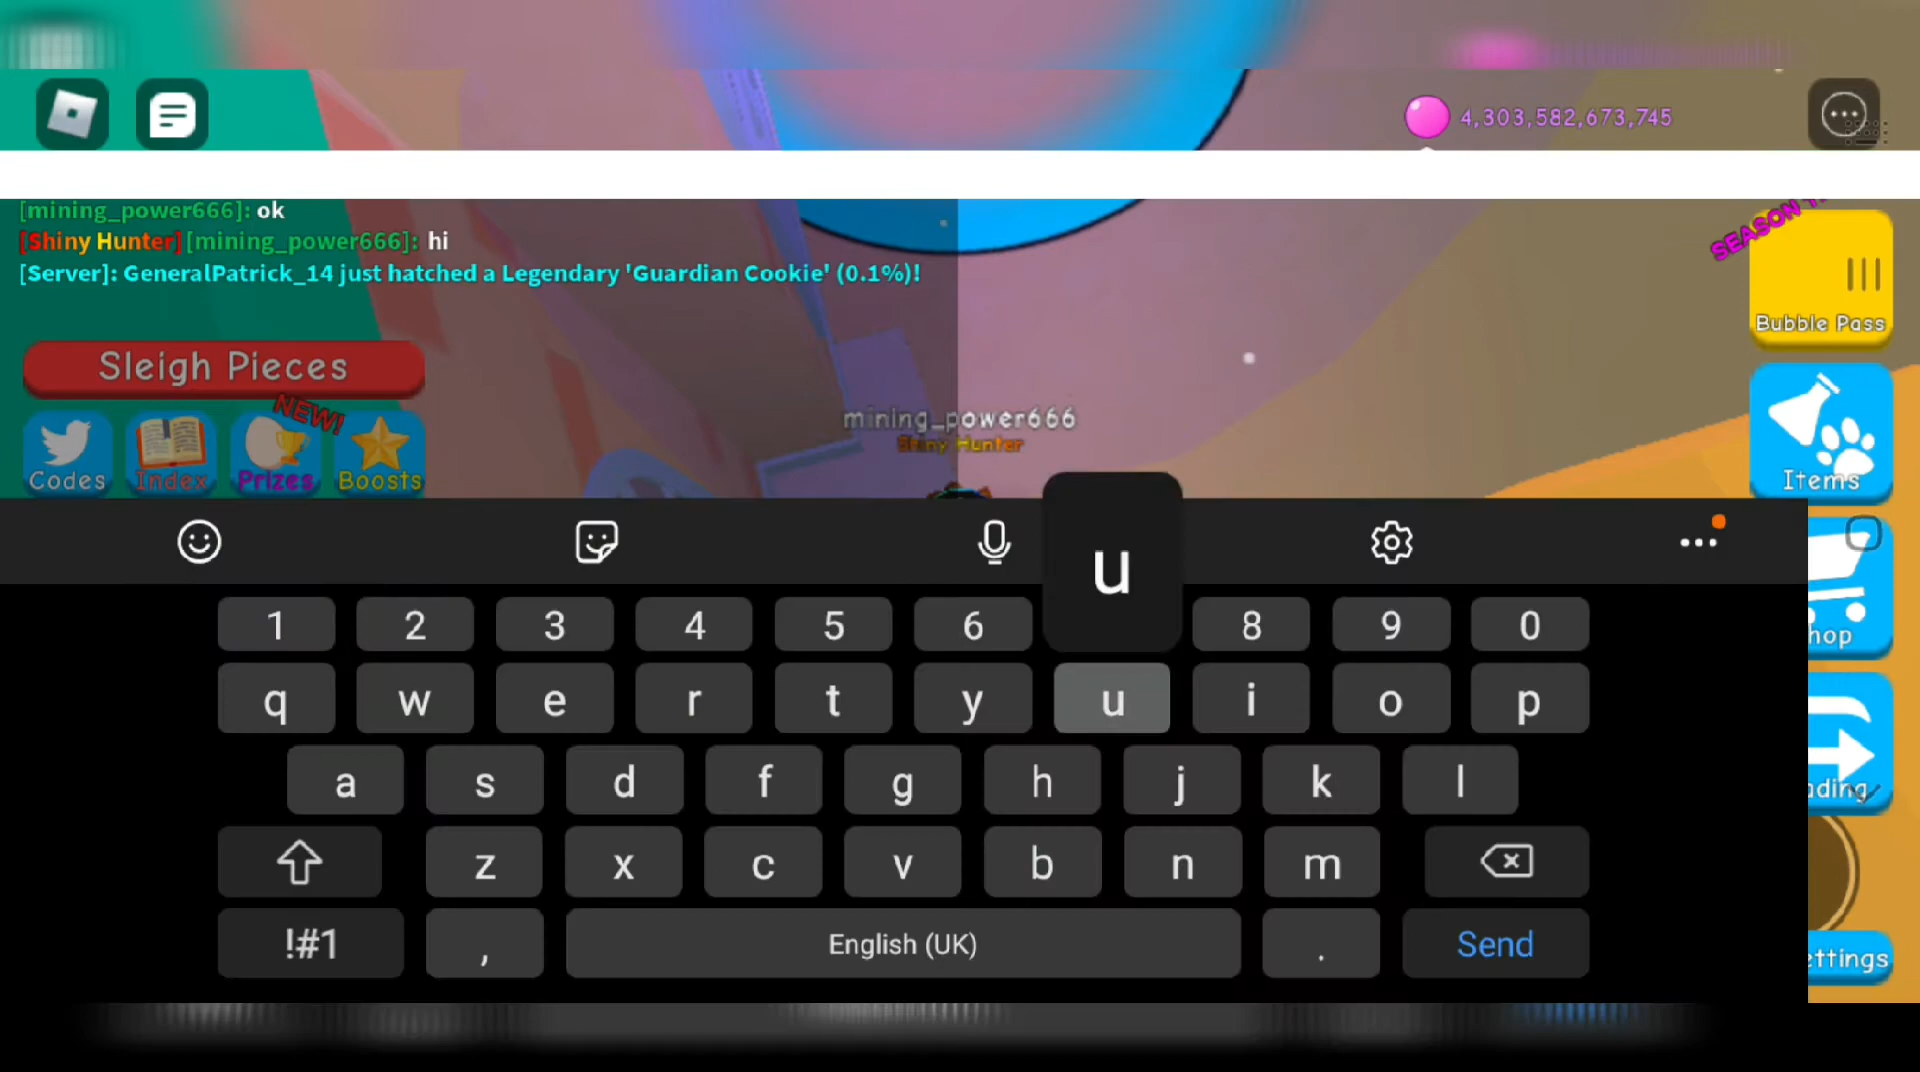 4,303,582,673,745
[mining_power666]: ok
[Shiny Hunter][mining_power666]: hi
[Server]: GeneralPatrick_14 just hatched a Legendary 'Guardian Cookie' (0.1%)!
SEASON
Bubble Pass
Sleigh Pieces
NEW!
Codes Index Prizes Boosts
mining_power666
Shiny Hunter
Items
u
1 2 3 4 5 6 8 9 0
q w e r t y u i o p
hop
a s d f g h j k l
ading
z x c v b n m
!#1 , English (UK) . Send
ettings